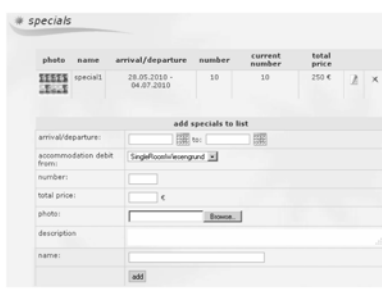 specials
photo name arrival/departure number current number total price
special1 28.05.2010 - 04.07.2010 10 10 250 €
add specials to list
arrival/departure: to:
accommodation debit from: SingleRoomWiesengrund
number:
total price: €
photo: Browse..
description
name:
add